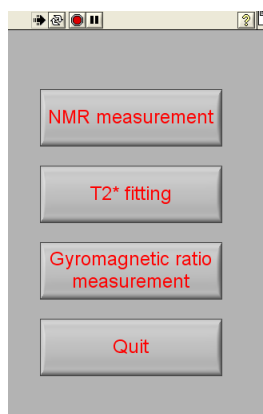 NMR measurement
T2* fitting
Gyromagnetic ratio
measurement
Quit